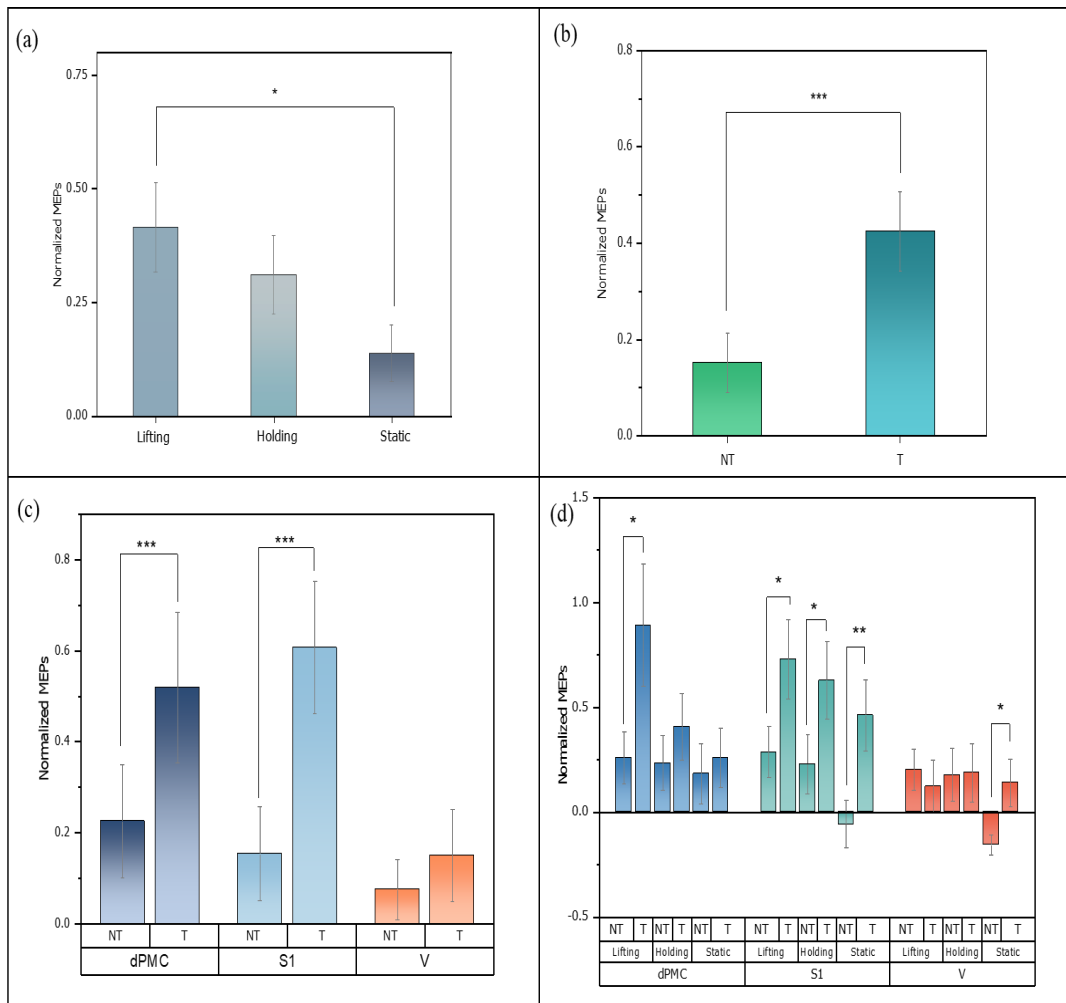 (a)
Normalized MEPs
0.75
0.50
0.25
0.00
*
Lifting Holding Static
(b)
Normalized MEPs
0.8
0.6
0.4
0.2
0.0
***
NT T
(c)
Normalized MEPs
0.8
0.6
0.4
0.2
0.0
*** ***
NT T NT T NT T
dPMC S1 V
(d)
Normalized MEPs
1.5
1.0
0.5
0.0
-0.5
* * * ** *
NT T NT T NT T NT T NT T NT T NT T NT T NT T
Lifting Holding Static Lifting Holding Static Lifting Holding Static
dPMC S1 V